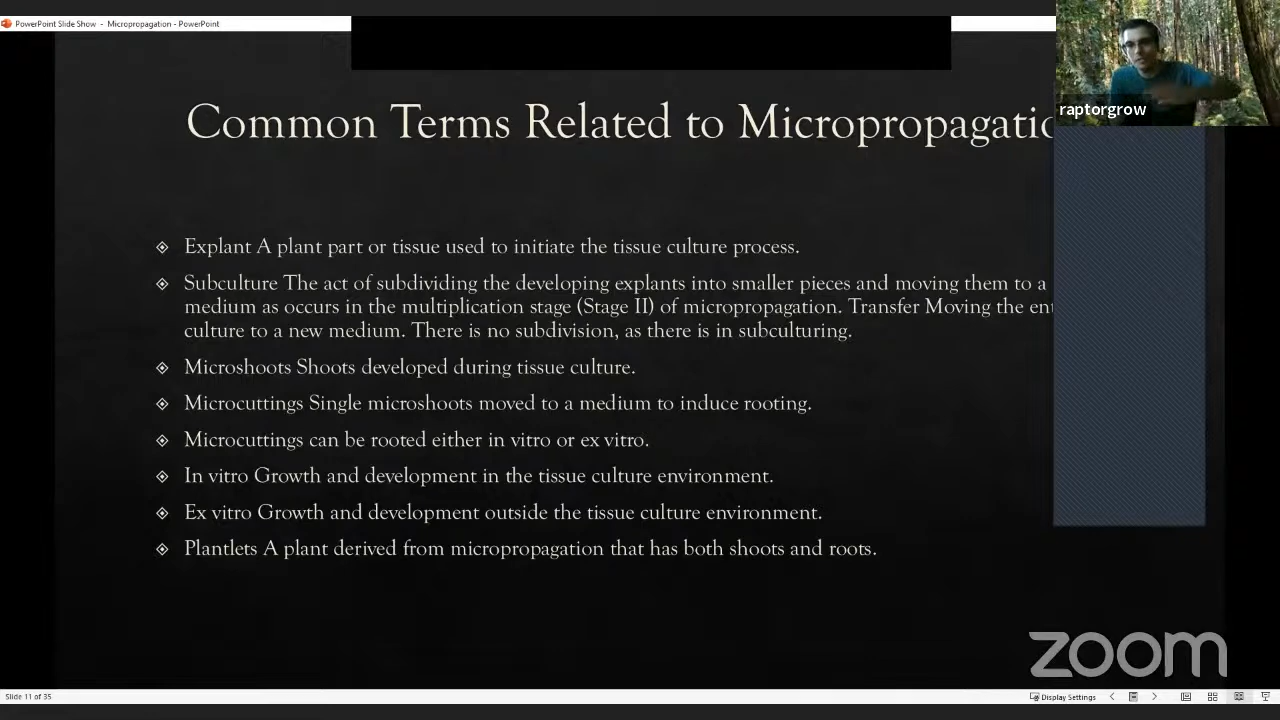 PowerPoint Slide Show - Micropropagation - PowerPoint
raptorgrow
Common Terms Related to
Explant A plant part or tissue used to initiate the tissue culture process.
Subculture The act of subdividing the developing explants into smaller pieces and moving them to a
medium as occurs in the multiplication stage (Stage II) of micropropagation. Transfer Moving the
culture to a new medium. There is no subdivision, as there is in subculturing.
Microshoots Shoots developed during tissue culture.
Microcuttings Single microshoots moved to a medium to induce rooting.
Microcuttings can be rooted either in vitro or ex vitro.
In vitro Growth and development in the tissue culture environment.
Ex vitro Growth and development outside the tissue culture environment.
Plantlets A plant derived from micropropagation that has both shoots and roots.
zoom
Slide 11 of 35
Display Settings